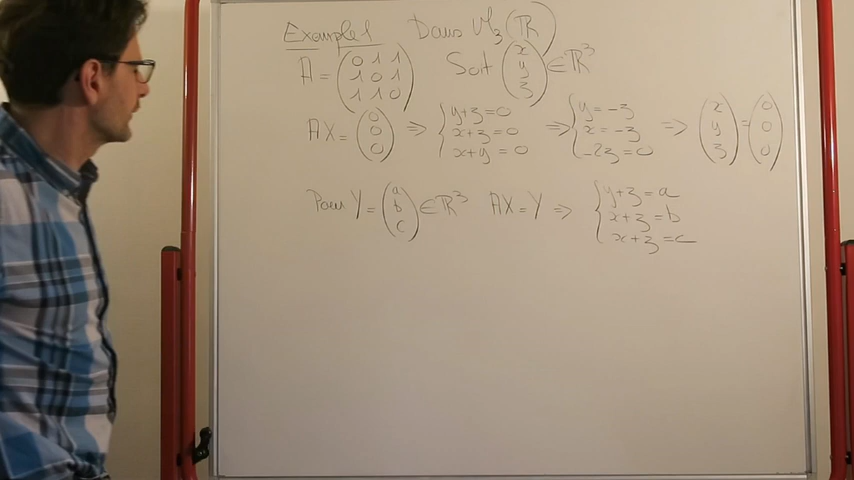 Exemple 1 Dans M₃(ℝ)
A = (0 1 1 / 1 0 1 / 1 1 0) Soit (x / y / z) ∈ ℝ³
AX = (0 / 0 / 0) ⇒ { y+z=0 / x+z=0 / x+y=0 ⇒ { y=-z / x=-z / -2z=0 ⇒ (x / y / z) = (0 / 0 / 0)
Pour Y = (a / b / c) ∈ ℝ³ AX = Y ⇒ { y+z=a / x+z=b / x+z=c